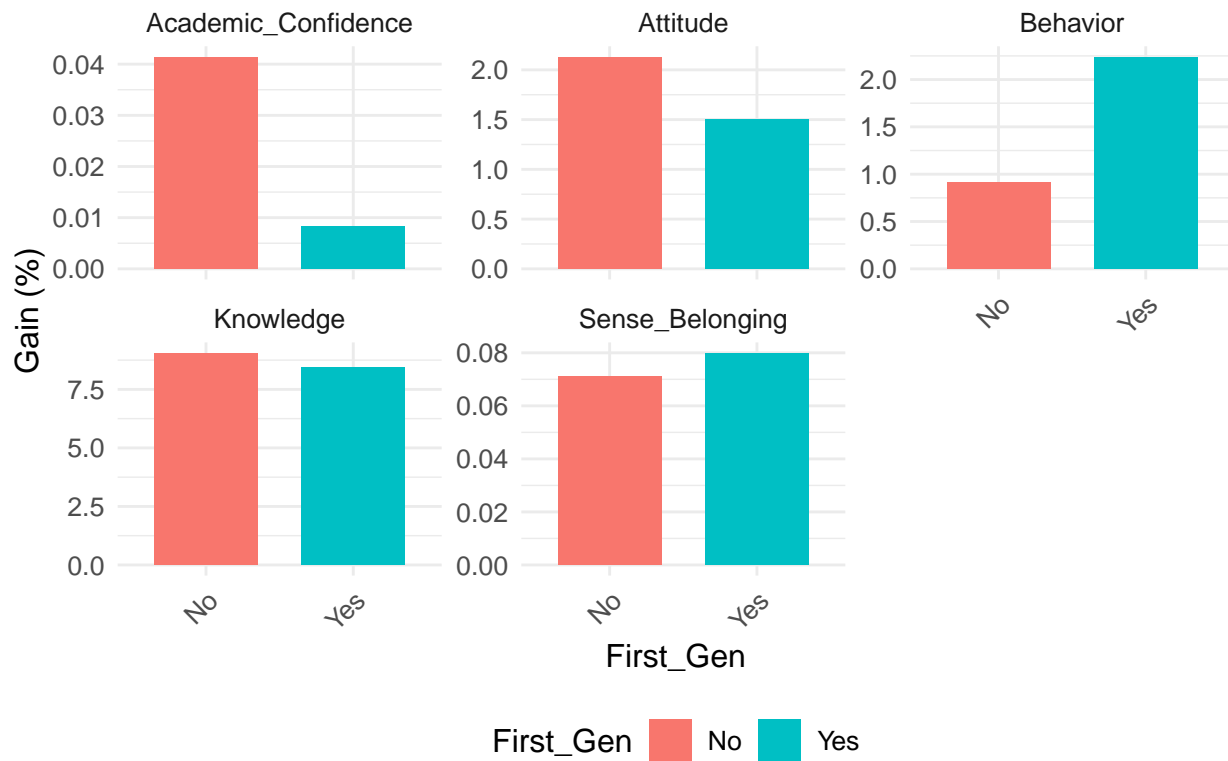 Academic_Confidence
Attitude
Behavior
0.04
0.03
0.02
0.01
0.00
2.0
1.5
1.0
0.5
0.0
2.0
1.5
1.0
0.5
0.0
No
Yes
Gain (%)
Knowledge
Sense_Belonging
7.5
5.0
2.5
0.0
0.08
0.06
0.04
0.02
0.00
No
Yes
No
Yes
First_Gen
First_Gen No Yes